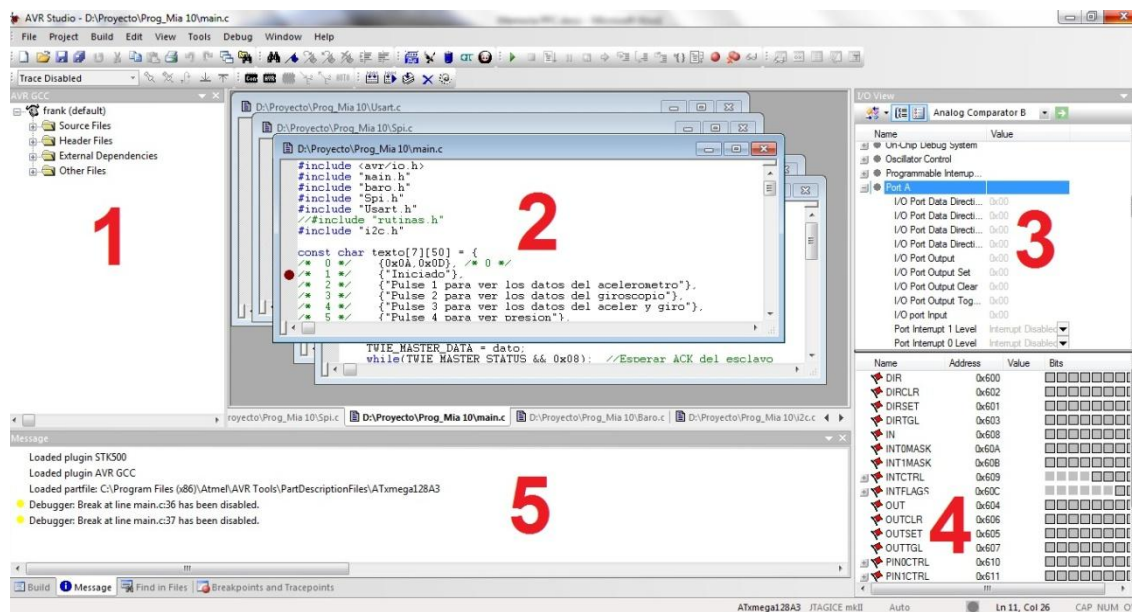 AVR Studio - D:\Proyecto\Prog_Mia 10\main.c
File Project Build Edit View Tools Debug Window Help
Trace Disabled
AVR GCC
frank (default)
Source Files
Header Files
External Dependencies
Other Files
1
D:\Proyecto\Prog_Mia 10\Usart.c
D:\Proyecto\Prog_Mia 10\Spi.c
D:\Proyecto\Prog_Mia 10\main.c
#include <avr/io.h>
#include "main.h"
#include "baro.h"
#include "Spi.h"
#include "Usart.h"
//#include "rutinas.h"
#include "i2c.h"
const char texto[7][50] = {
/* 0 */ {0x0A,0x0D}, /* 0 */
/* 1 */ {"Iniciado"},
/* 2 */ {"Pulse 1 para ver los datos del acelerometro"},
/* 3 */ {"Pulse 2 para ver los datos del giroscopio"},
/* 4 */ {"Pulse 3 para ver los datos de aceler y giro"},
/* 5 */ {"Pulse 4 para ver presion"},
2
TWIE_MASTER_DATA = dato;
while(TWIE_MASTER_STATUS && 0x08); //Esperar ACK del esclavo
royecto\Prog_Mia 10\Spi.c D:\Proyecto\Prog_Mia 10\main.c D:\Proyecto\Prog_Mia 10\Baro.c D:\Proyecto\Prog_Mia 10\i2c.c
I/O View
Analog Comparator B
Name Value
On-Chip Debug System
Oscillator Control
Programmable Interrup...
Port A
I/O Port Data Directi... 0x00
I/O Port Data Directi... 0x00
I/O Port Data Directi... 0x00
I/O Port Data Directi... 0x00
I/O Port Output 0x00
I/O Port Output Set 0x00
I/O Port Output Clear 0x00
I/O Port Output Tog... 0x00
I/O port Input 0x00
Port Interrupt 1 Level Interrupt Disabled
Port Interrupt 0 Level Interrupt Disabled
3
Name Address Value Bits
DIR 0x600
DIRCLR 0x602
DIRSET 0x601
DIRTGL 0x603
IN 0x608
INT0MASK 0x60A
INT1MASK 0x60B
INTCTRL 0x609
INTFLAGS 0x60C
OUT 0x604
OUTCLR 0x606
OUTSET 0x605
OUTTGL 0x607
PIN0CTRL 0x610
PIN1CTRL 0x611
4
Message
Loaded plugin STK500
Loaded plugin AVR GCC
Loaded partfile: C:\Program Files (x86)\Atmel\AVR Tools\PartDescriptionFiles\ATxmega128A3
Debugger: Break at line main.c:36 has been disabled.
Debugger: Break at line main.c:37 has been disabled.
5
Build Message Find in Files Breakpoints and Tracepoints
ATxmega128A3 JTAGICE mkII Auto Ln 11, Col 26 CAP NUM